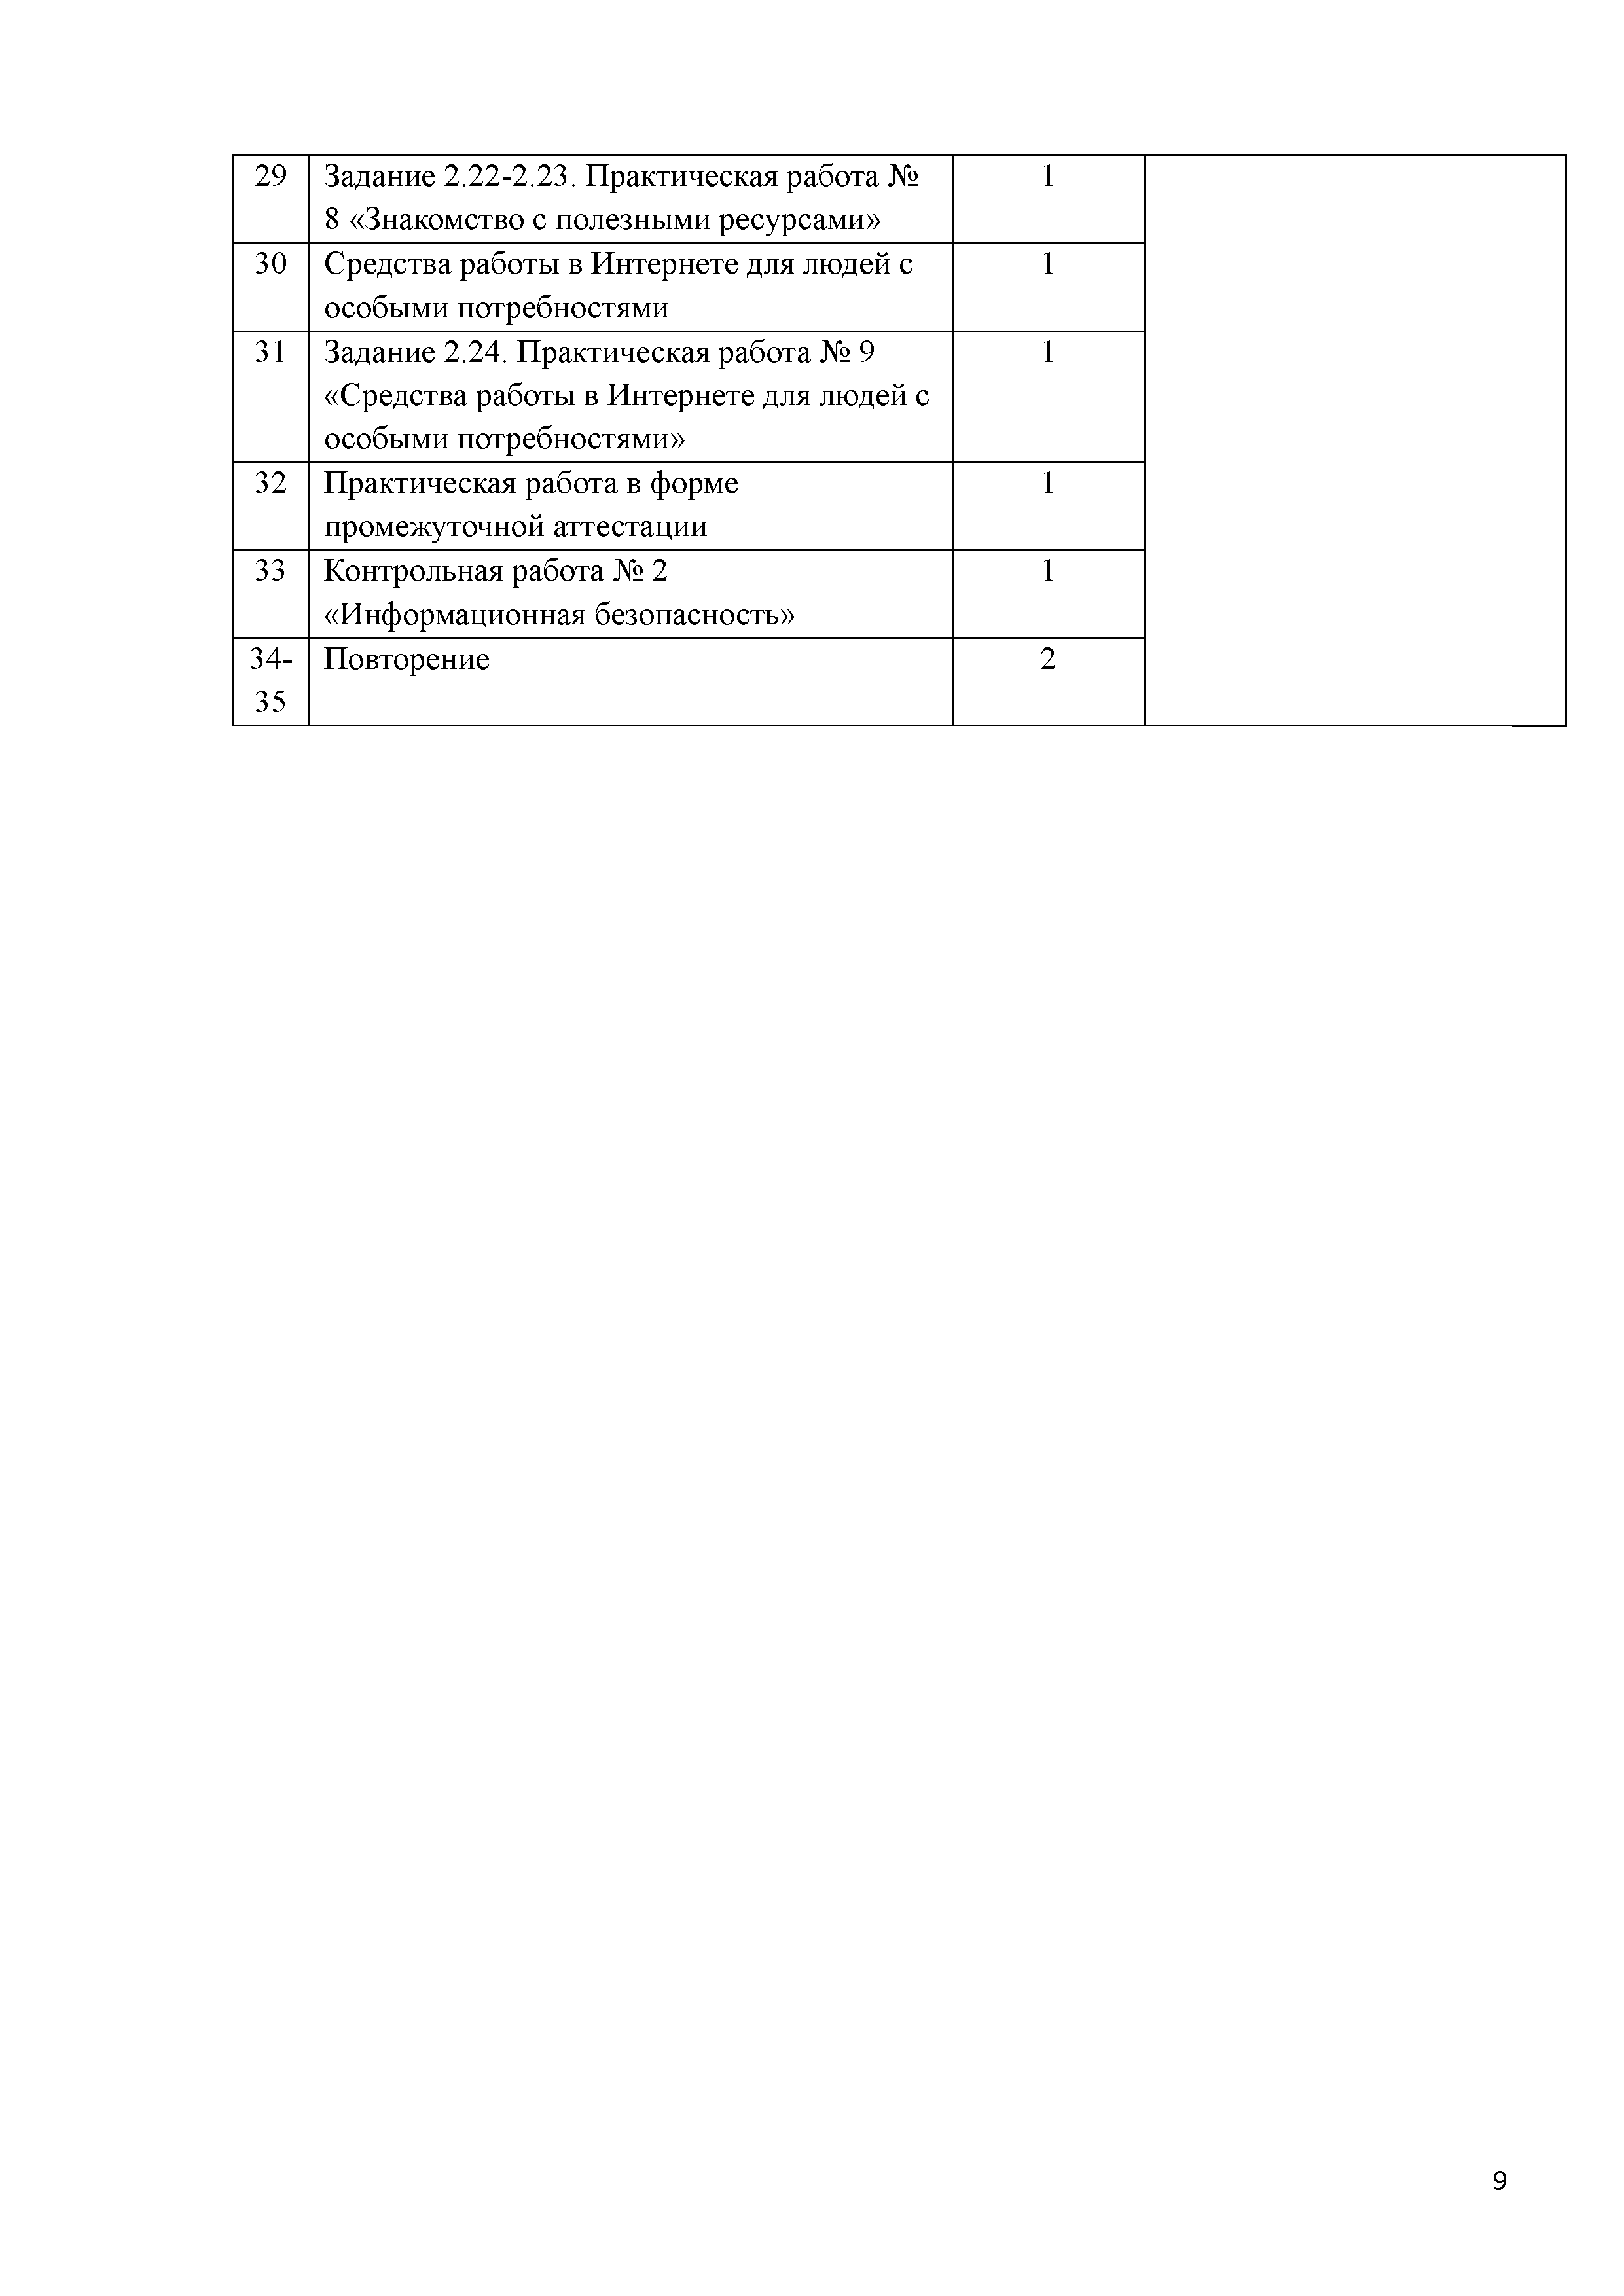 29 Задание 2.22-2.23. Практическая работа № 1
8 «Знакомство с полезными ресурсами»
30 Средства работы в Интернете для людей с 1
особыми потребностями
31 Задание 2.24. Практическая работа № 9 1
«Средства работы в Интернете для людей с
особыми потребностями»
32 Практическая работа в форме 1
промежуточной аттестации
33 Контрольная работа № 2 1
«Информационная безопасность»
34- Повторение 2
35
9